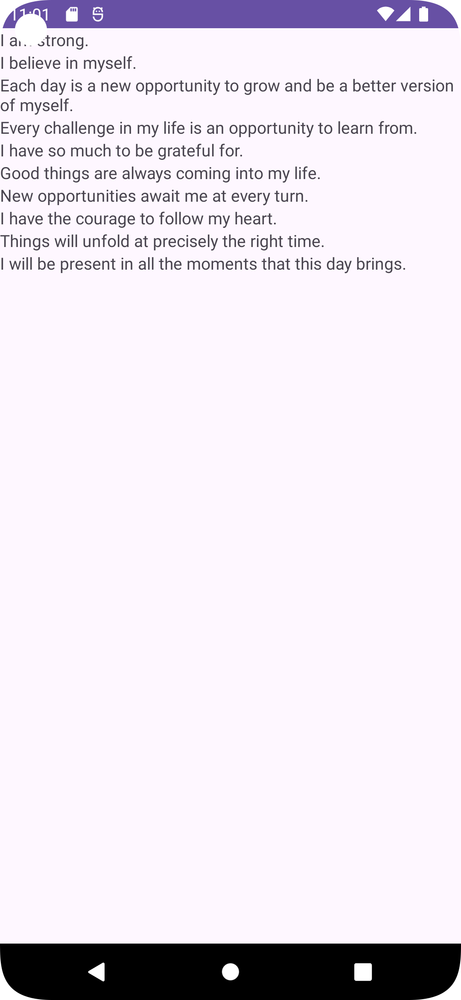 11:01
I am strong.
I believe in myself.
Each day is a new opportunity to grow and be a better version
of myself.
Every challenge in my life is an opportunity to learn from.
I have so much to be grateful for.
Good things are always coming into my life.
New opportunities await me at every turn.
I have the courage to follow my heart.
Things will unfold at precisely the right time.
I will be present in all the moments that this day brings.